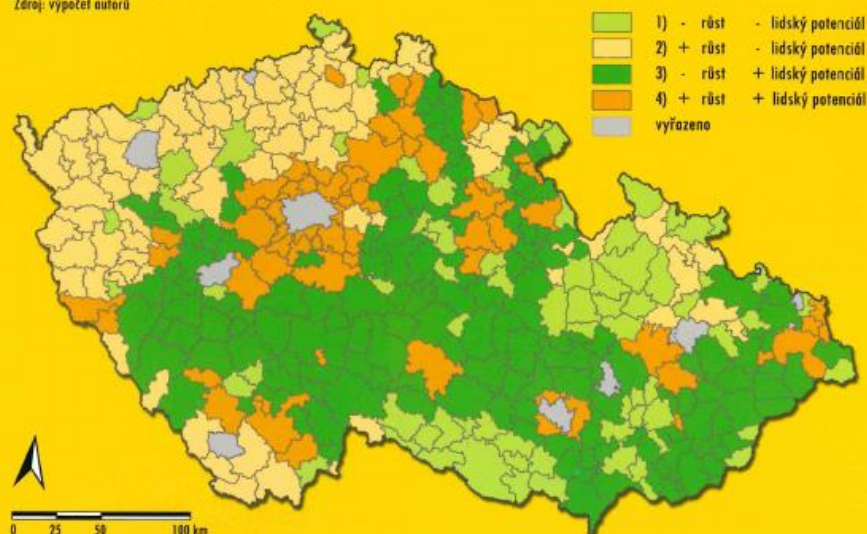 Zdroj: výpočet autorů
1) - růst - lidský potenciál
2) + růst - lidský potenciál
3) - růst + lidský potenciál
4) + růst + lidský potenciál
vyřazeno
0 25 50 100 km